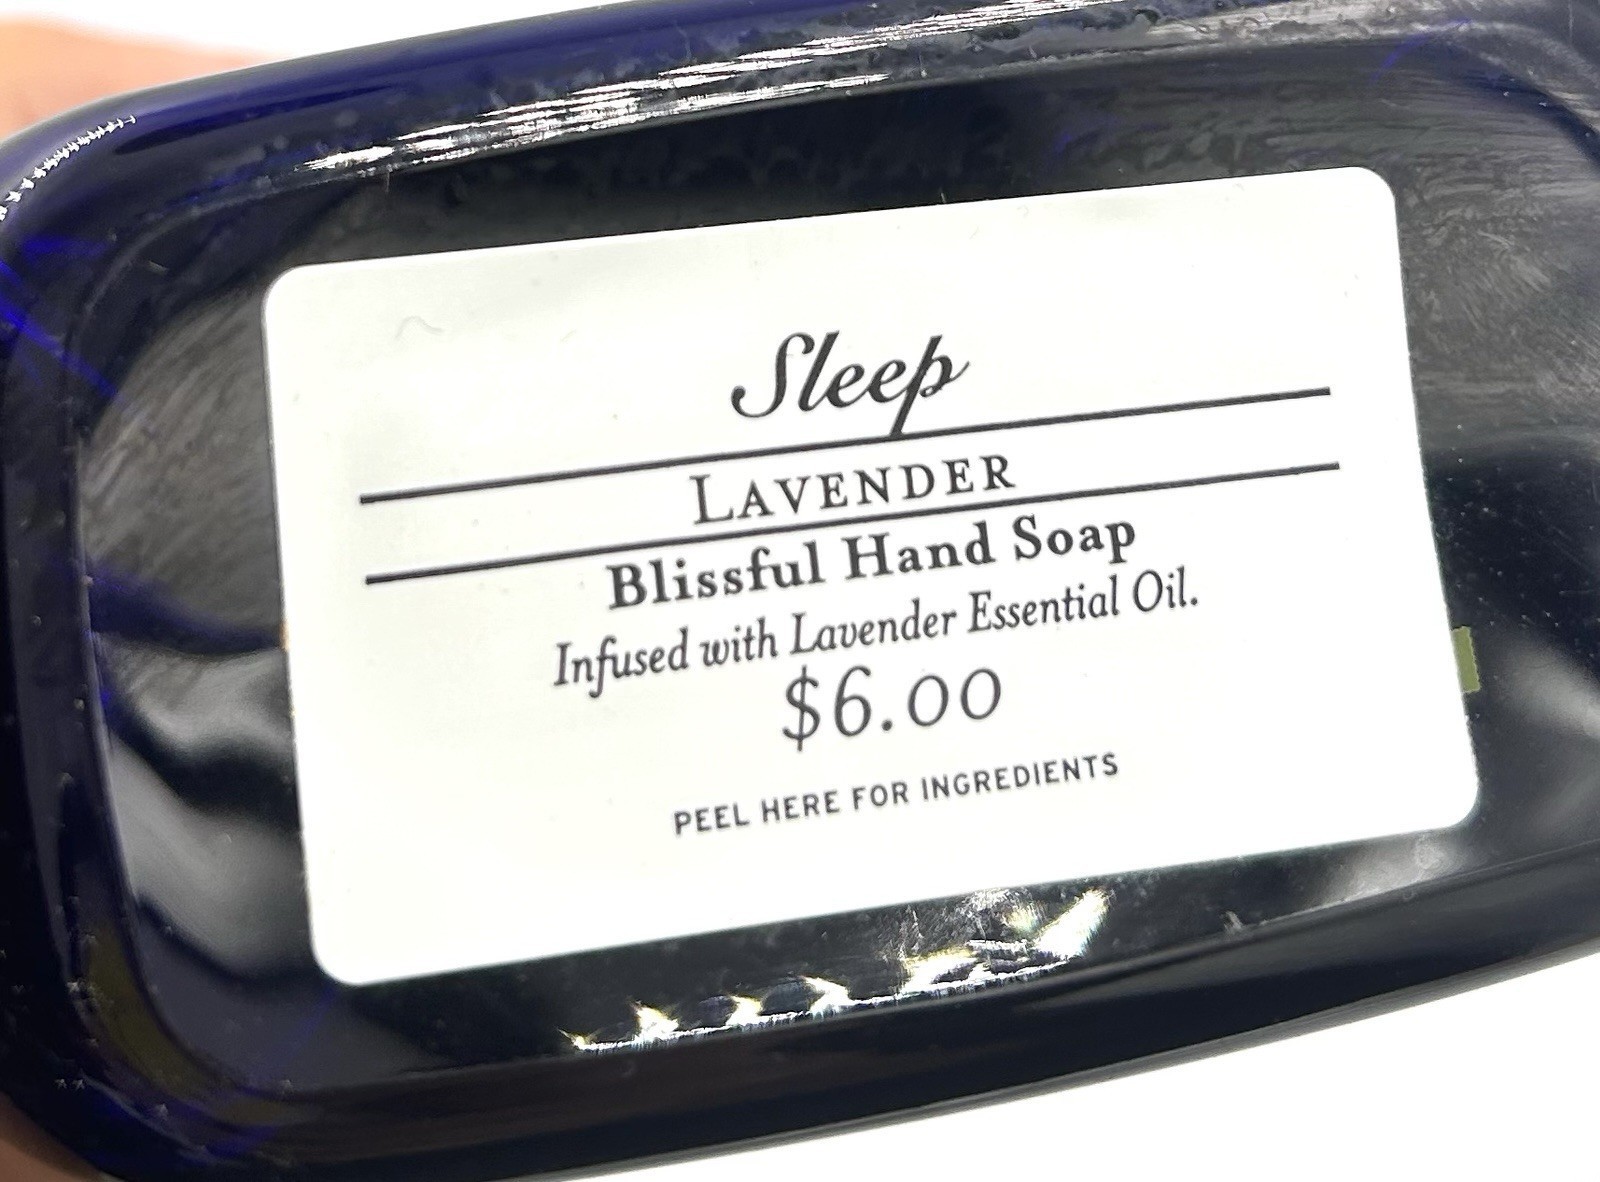 Sleep
LAVENDER
Blissful Hand Soap
Infused with Lavender Essential Oil.
$6.00
PEEL HERE FOR INGREDIENTS